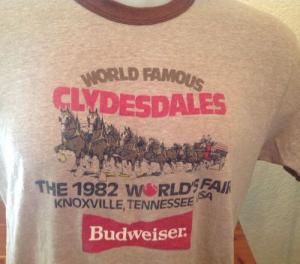 WORLD FAMOUS
CLYDESDALES
THE 1982 WORLD'S FAIR
KNOXVILLE, TENNESSEE USA
Budweiser.